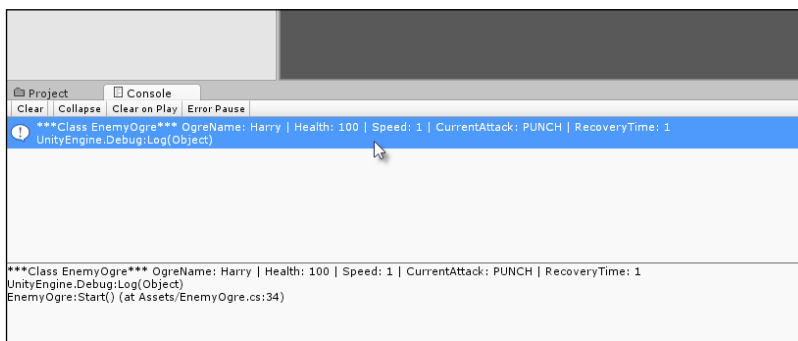 Project Console
Clear Collapse Clear on Play Error Pause
***Class EnemyOgre*** OgreName: Harry | Health: 100 | Speed: 1 | CurrentAttack: PUNCH | RecoveryTime: 1
UnityEngine.Debug:Log(Object)
***Class EnemyOgre*** OgreName: Harry | Health: 100 | Speed: 1 | CurrentAttack: PUNCH | RecoveryTime: 1
UnityEngine.Debug:Log(Object)
EnemyOgre:Start() (at Assets/EnemyOgre.cs:34)